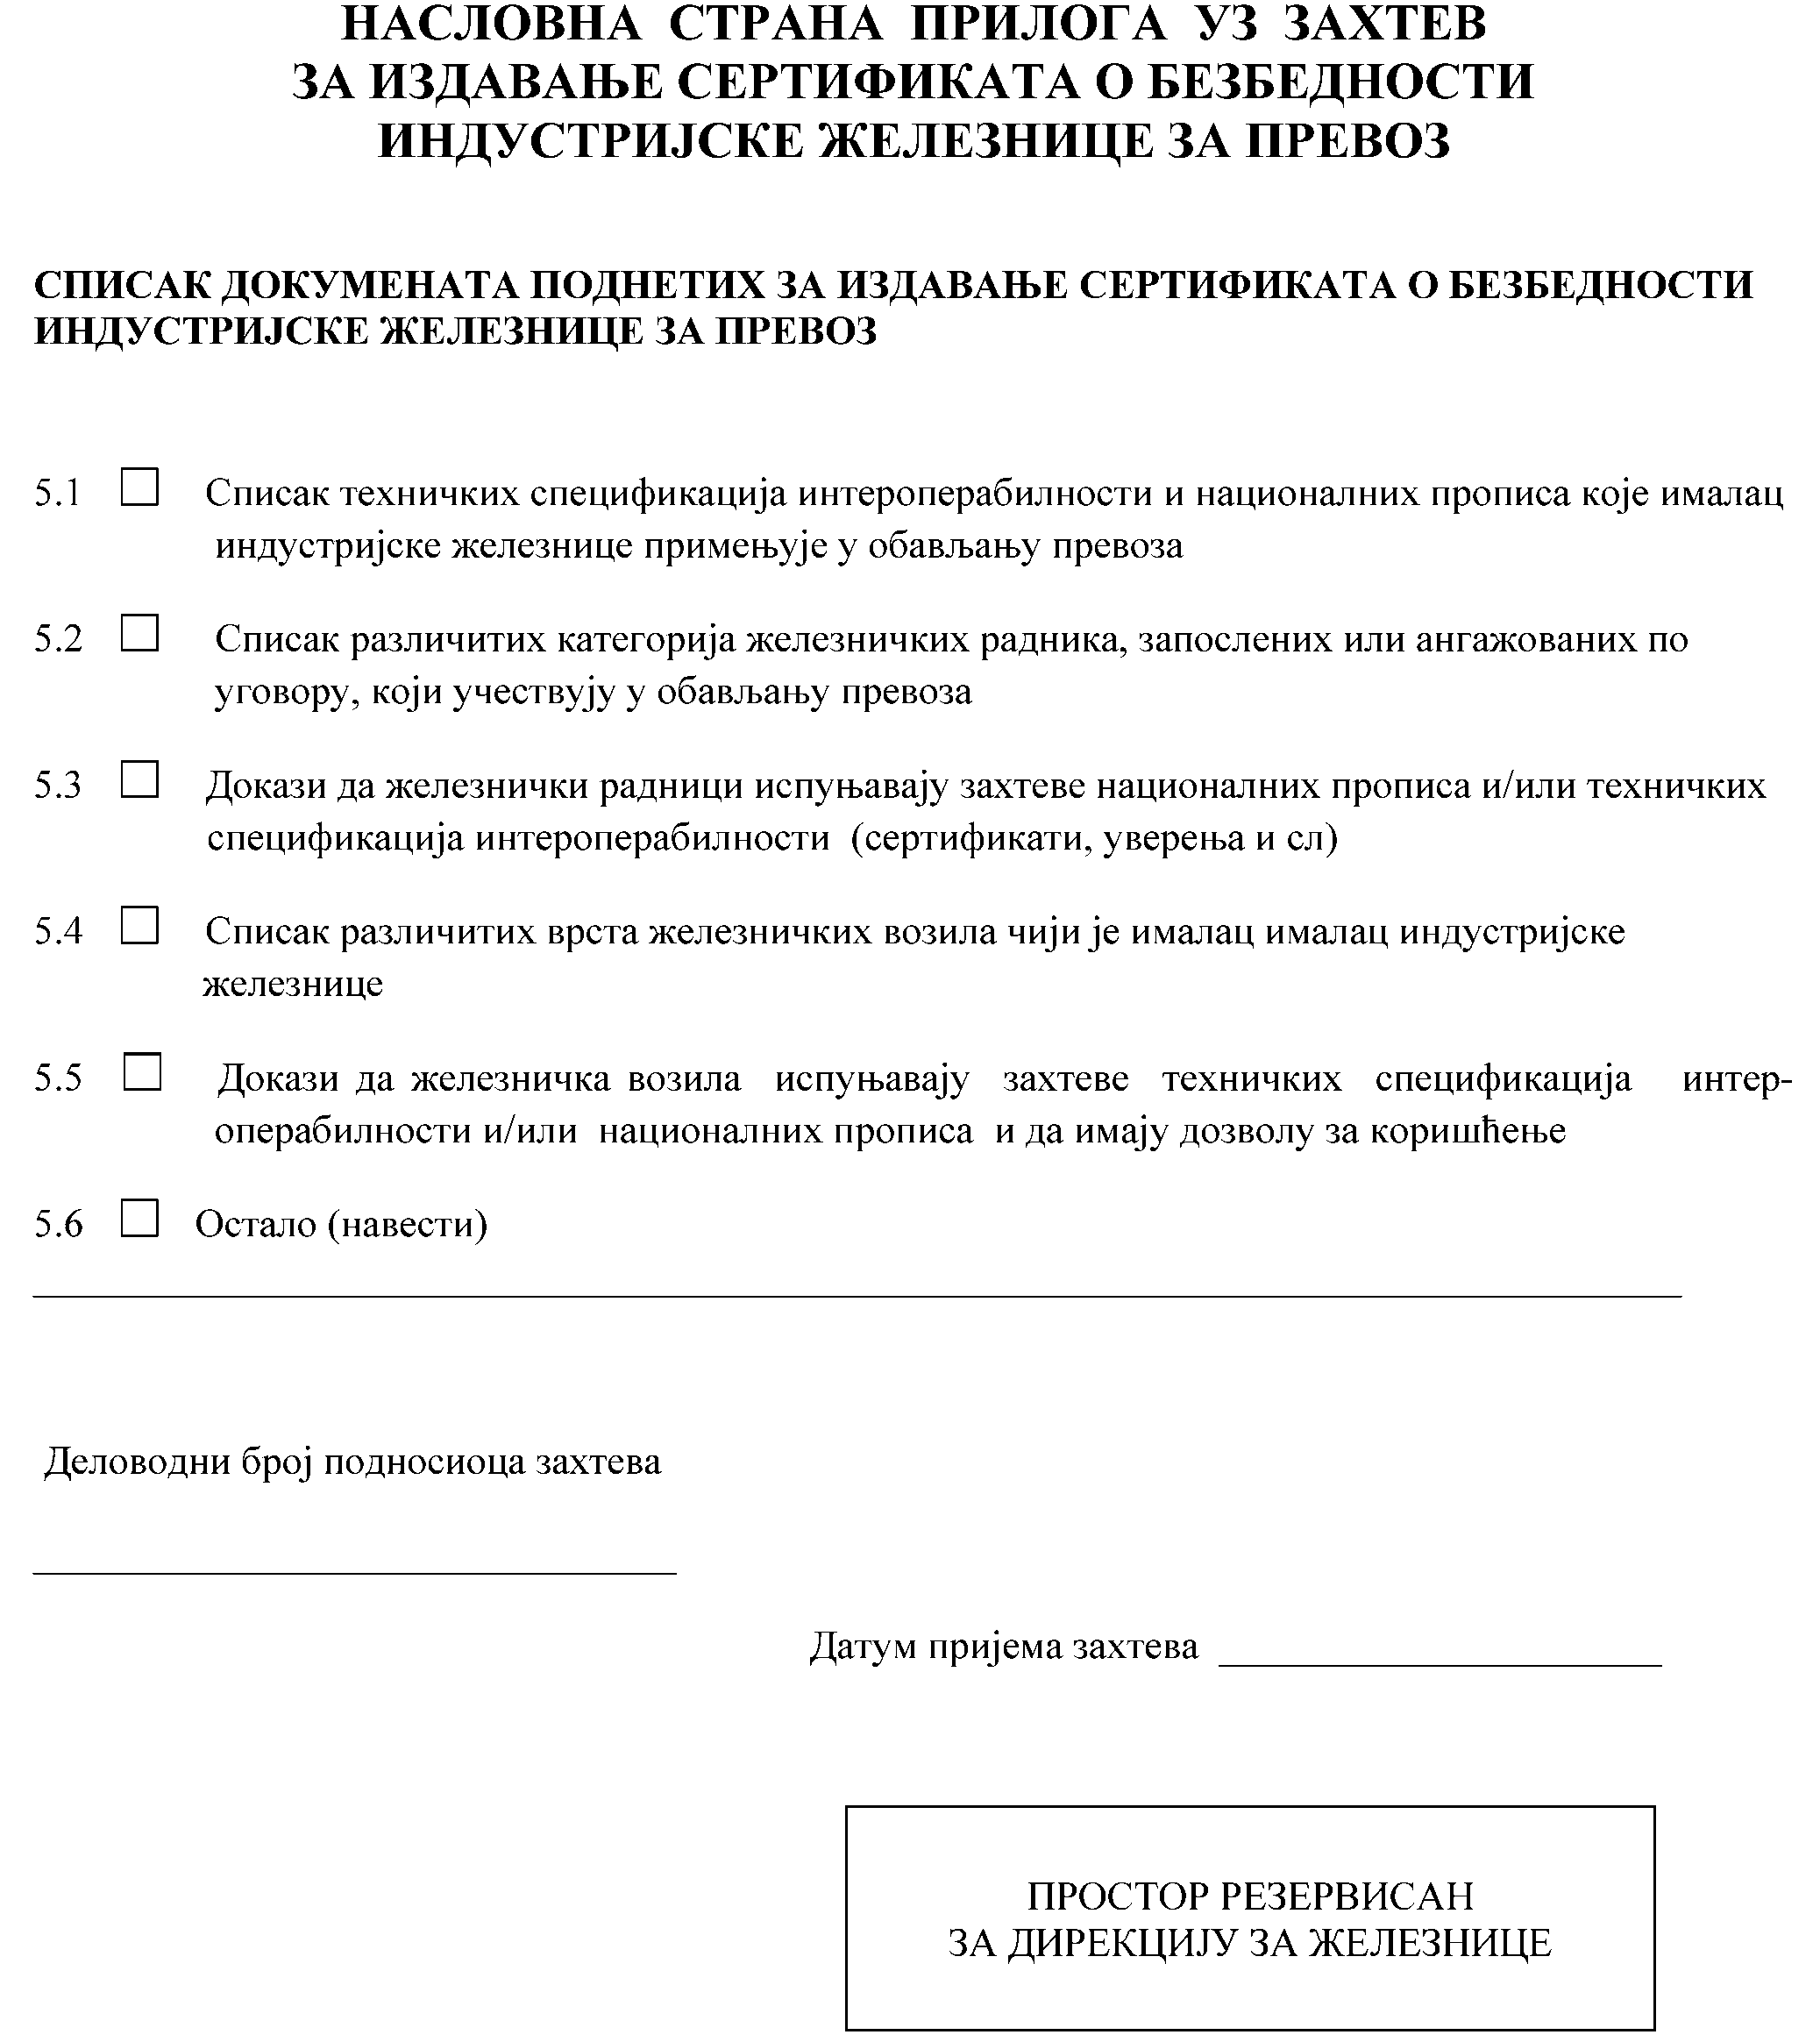 НАСЛОВНА СТРАНА ПРИЛОГА УЗ ЗАХТЕВ
ЗА ИЗДАВАЊЕ СЕРТИФИКАТА О БЕЗБЕДНОСТИ
ИНДУСТРИЈСКЕ ЖЕЛЕЗНИЦЕ ЗА ПРЕВОЗ
СПИСАК ДОКУМЕНАТА ПОДНЕТИХ ЗА ИЗДАВАЊЕ СЕРТИФИКАТА О БЕЗБЕДНОСТИ
ИНДУСТРИЈСКЕ ЖЕЛЕЗНИЦЕ ЗА ПРЕВОЗ
5.1 Списак техничких спецификација интероперабилности и националних прописа које ималац
индустријске железнице примењује у обављању превоза
5.2 Списак различитих категорија железничких радника, запослених или ангажованих по
уговору, који учествују у обављању превоза
5.3 Докази да железнички радници испуњавају захтеве националних прописа и/или техничких
спецификација интероперабилности (сертификати, уверења и сл)
5.4 Списак различитих врста железничких возила чији је ималац ималац индустријске
железнице
5.5 Докази да железничка возила испуњавају захтеве техничких спецификација интер-
операбилности и/или националних прописа и да имају дозволу за коришћење
5.6 Остало (навести)
Деловодни број подносиоца захтева
Датум пријема захтева
ПРОСТОР РЕЗЕРВИСАН
ЗА ДИРЕКЦИЈУ ЗА ЖЕЛЕЗНИЦЕ